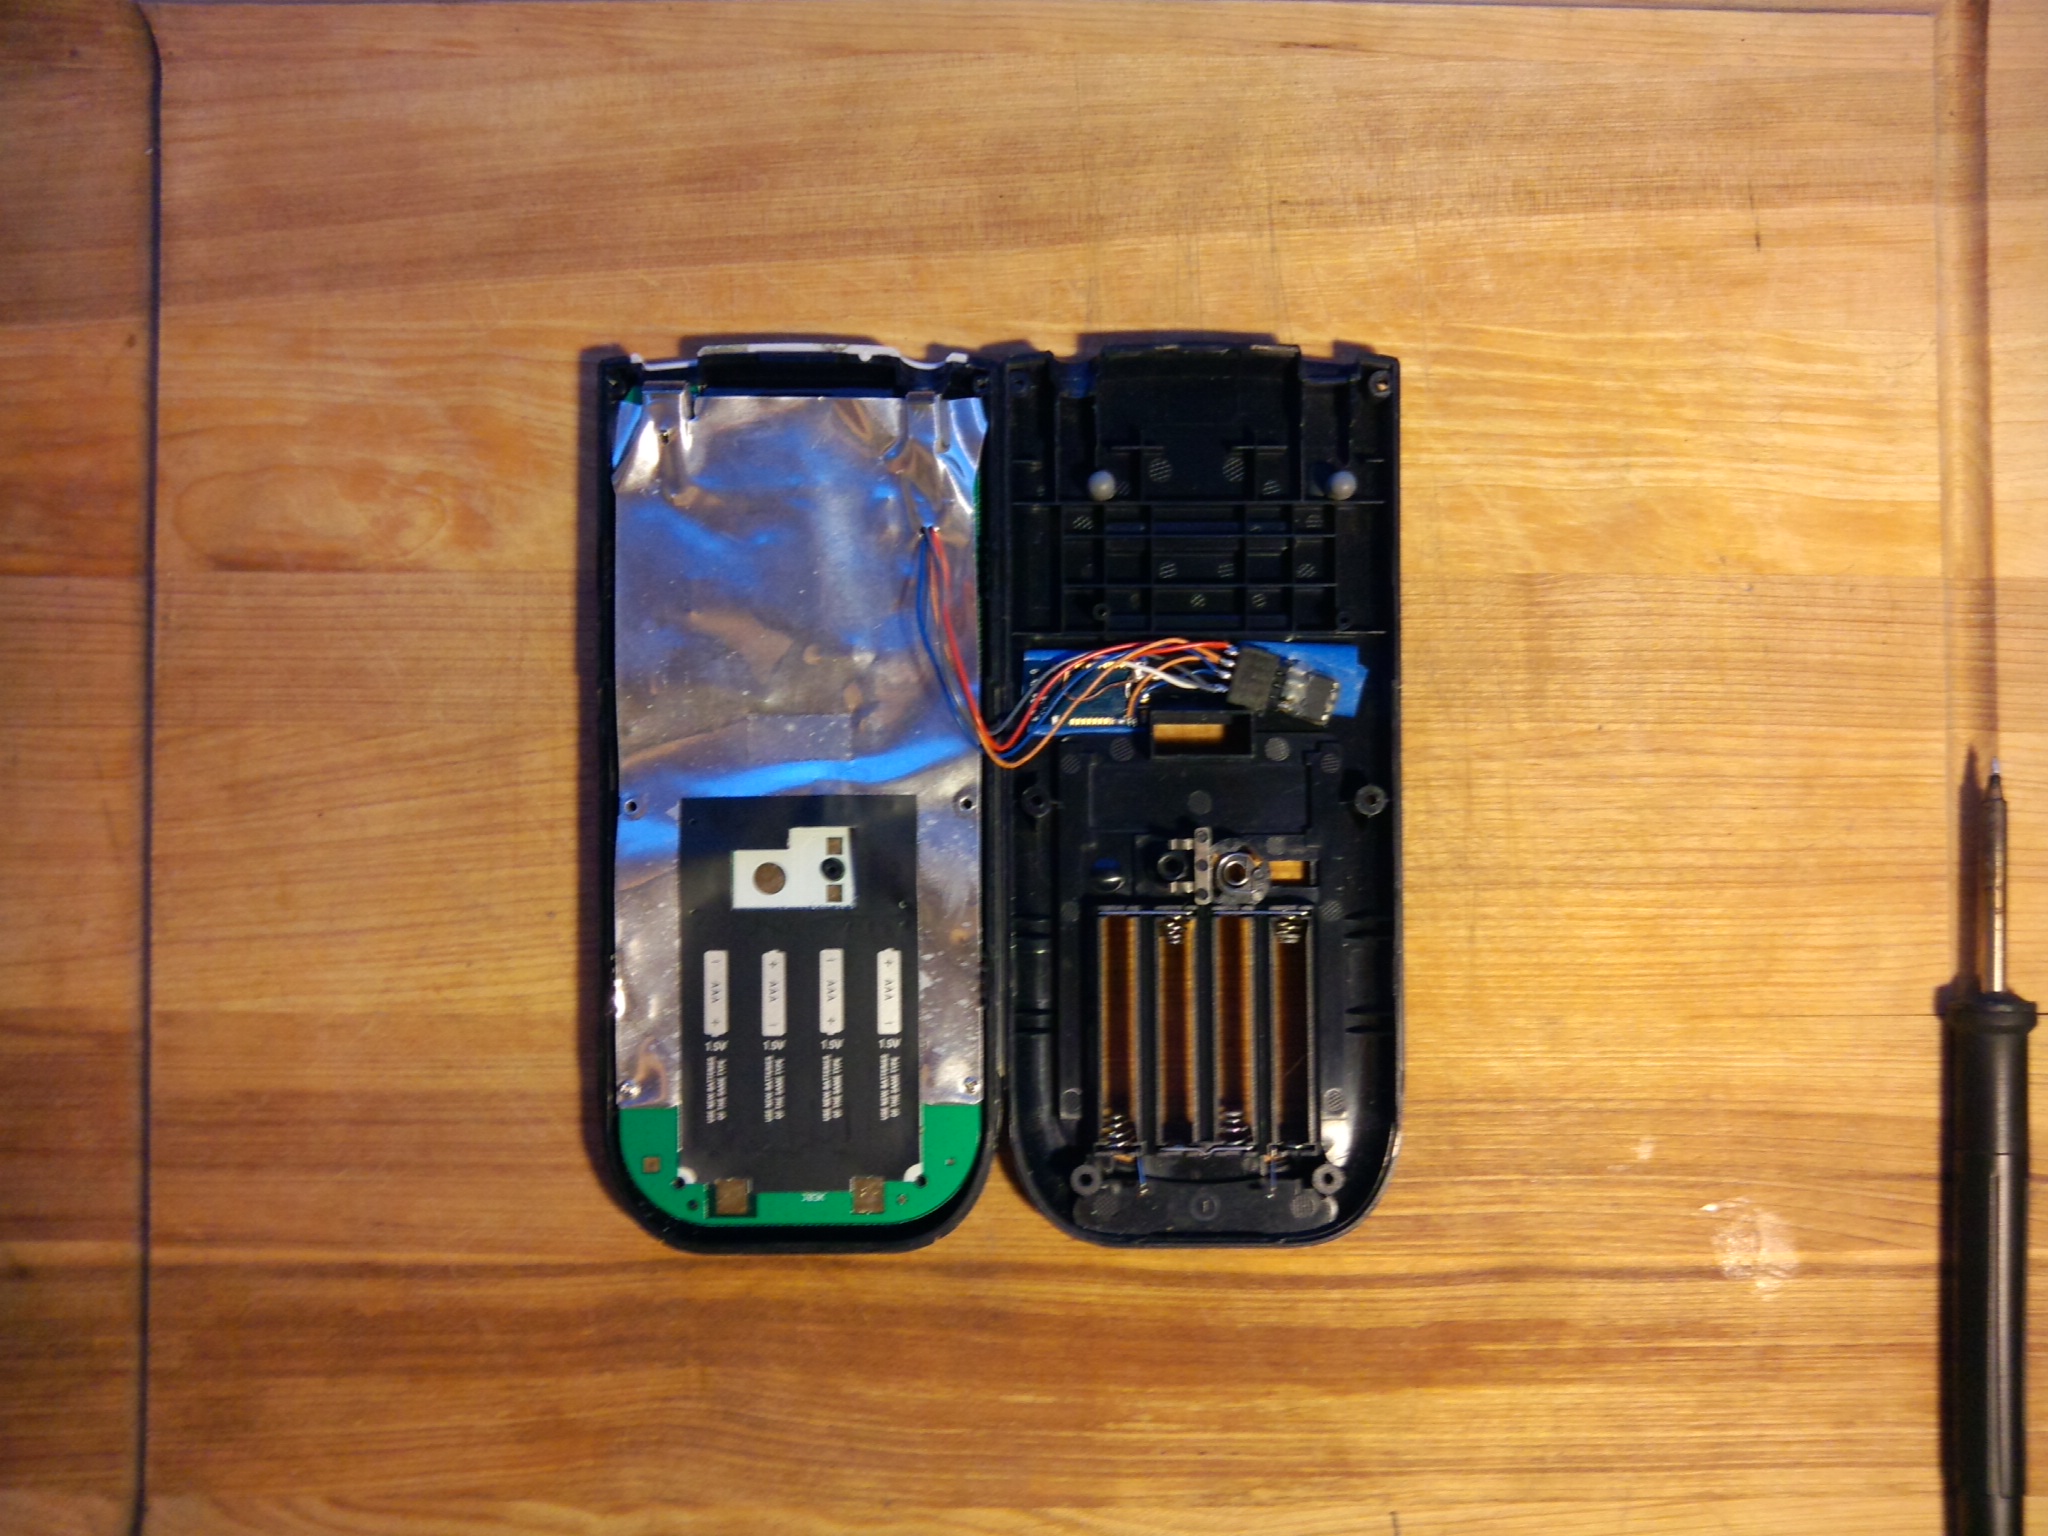 - AAA +
+ AAA -
- AAA +
+ AAA -
1.5V
1.5V
1.5V
1.5V
USE NEW BATTERIES
OF THE SAME TYPE
USE NEW BATTERIES
OF THE SAME TYPE
USE NEW BATTERIES
OF THE SAME TYPE
USE NEW BATTERIES
OF THE SAME TYPE